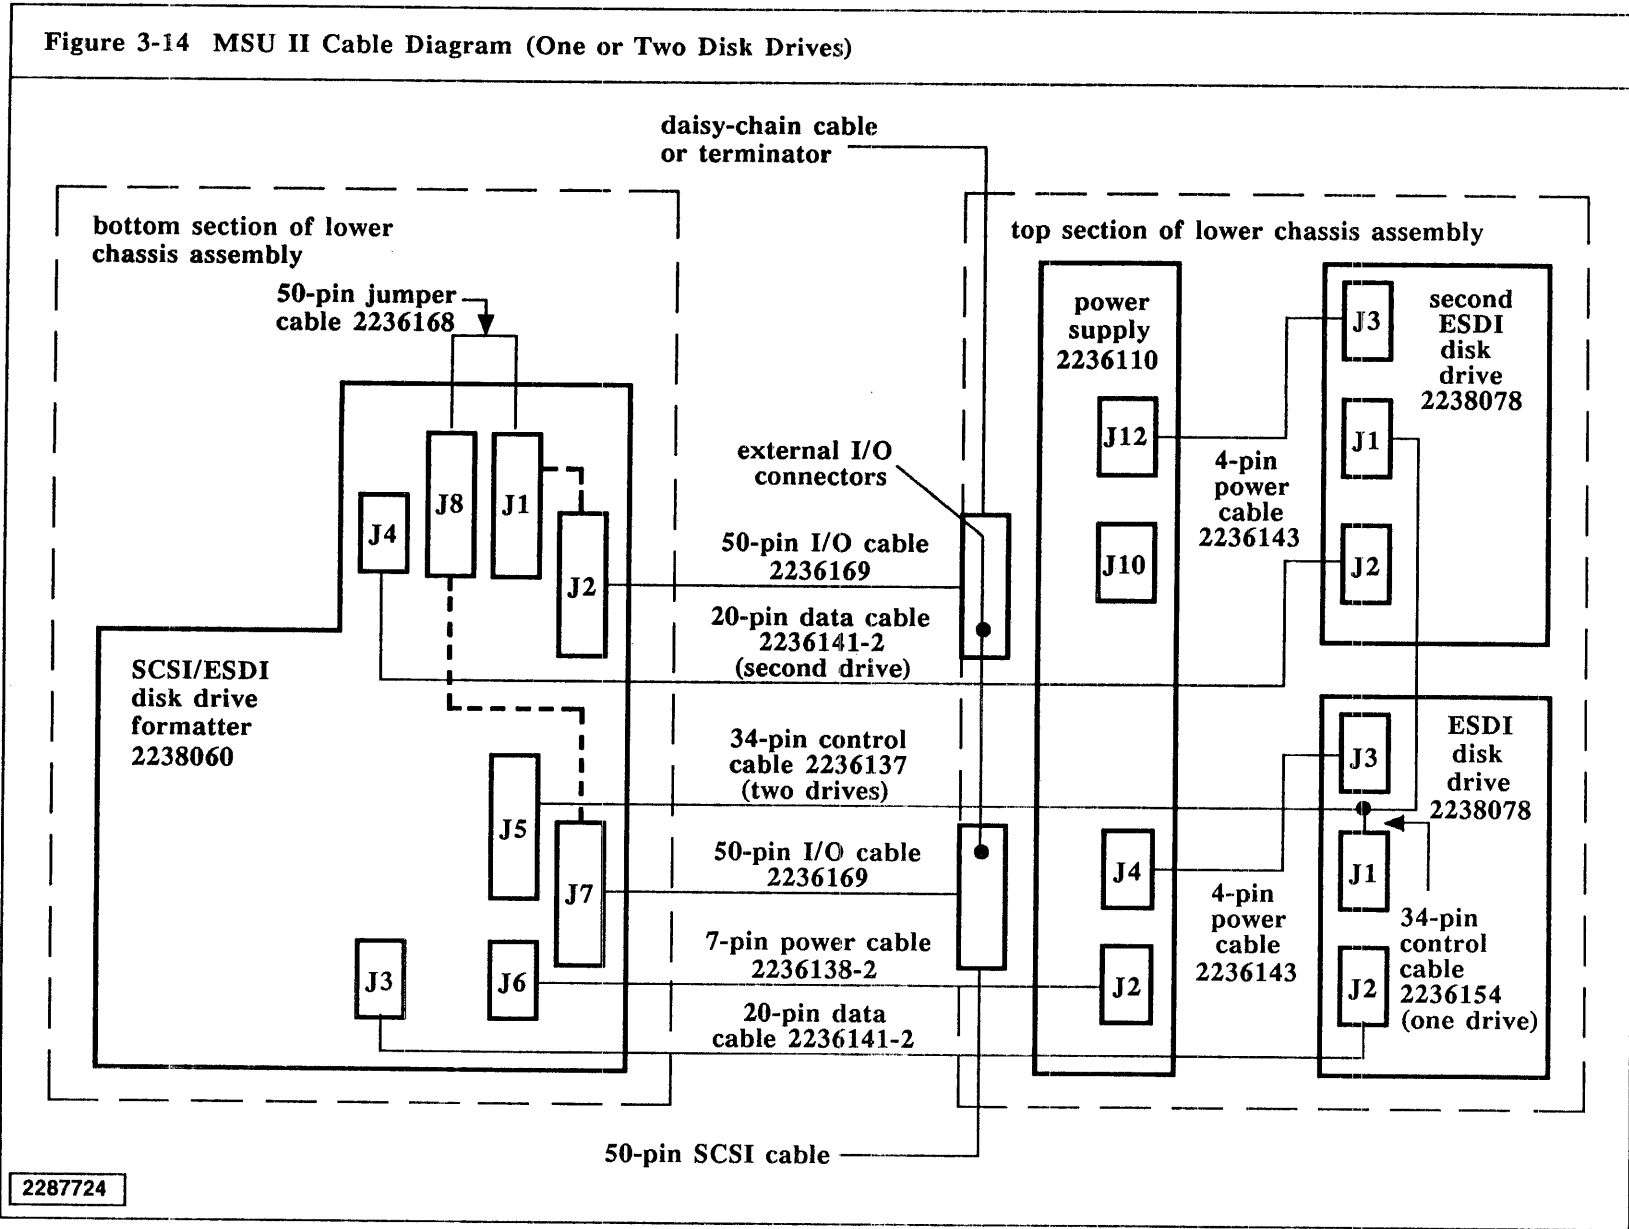 Figure 3-14 MSU II Cable Diagram (One or Two Disk Drives)
daisy-chain cable
or terminator
bottom section of lower
chassis assembly
50-pin jumper
cable 2236168
J8
J1
J4
J2
SCSI/ESDI
disk drive
formatter
2238060
J5
J7
J3
J6
external I/O
connectors
50-pin I/O cable
2236169
20-pin data cable
2236141-2
(second drive)
34-pin control
cable 2236137
(two drives)
50-pin I/O cable
2236169
7-pin power cable
2236138-2
20-pin data
cable 2236141-2
50-pin SCSI cable
top section of lower chassis assembly
power
supply
2236110
J12
J10
J4
J2
4-pin
power
cable
2236143
4-pin
power
cable
2236143
J3
second
ESDI
disk
drive
2238078
J1
J2
J3
ESDI
disk
drive
2238078
J1
J2
34-pin
control
cable
2236154
(one drive)
2287724